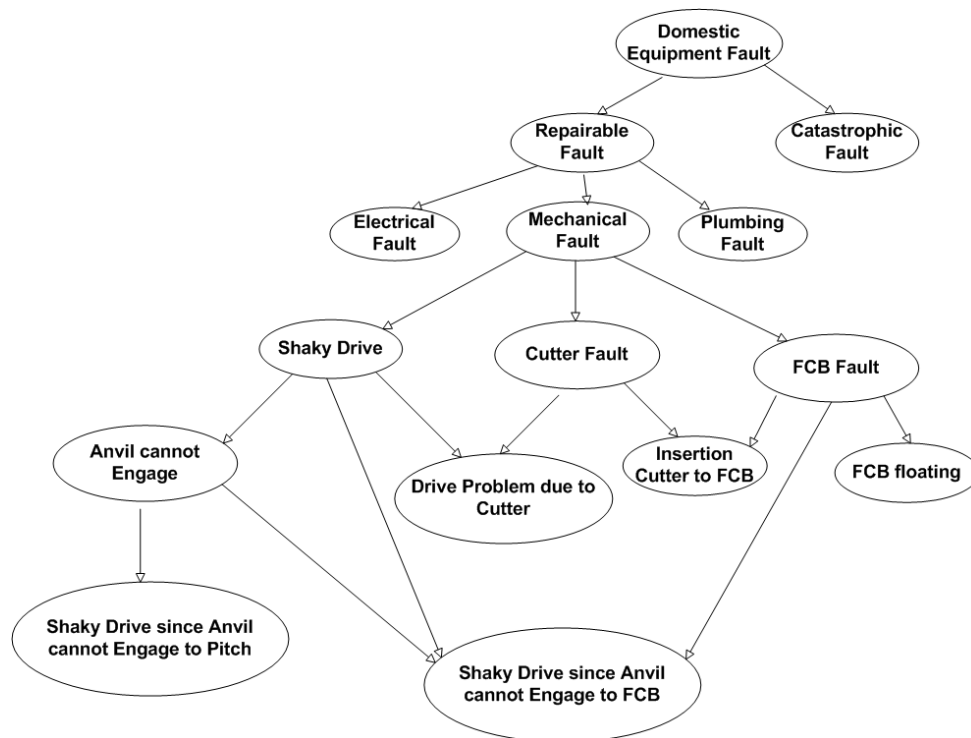 Domestic
Equipment Fault
Repairable
Fault
Catastrophic
Fault
Electrical
Fault
Mechanical
Fault
Plumbing
Fault
Shaky Drive
Cutter Fault
FCB Fault
Anvil cannot
Engage
Drive Problem due to
Cutter
Insertion
Cutter to FCB
FCB floating
Shaky Drive since Anvil
cannot Engage to Pitch
Shaky Drive since Anvil
cannot Engage to FCB